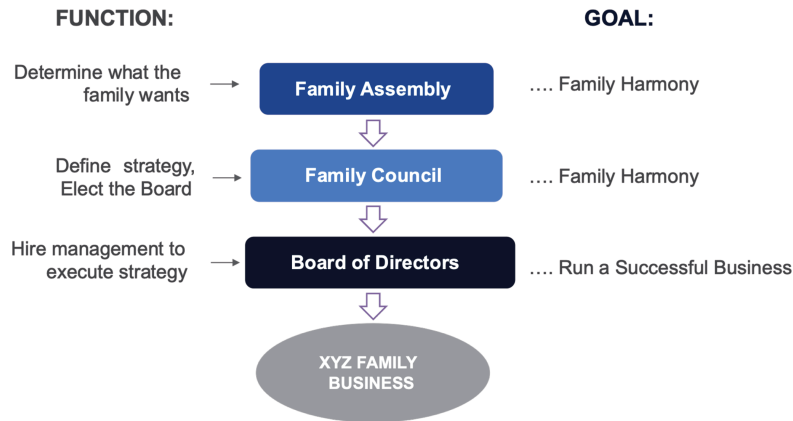 FUNCTION:
GOAL:
Determine what the
family wants
Family Assembly
.... Family Harmony
Define strategy,
Elect the Board
Family Council
.... Family Harmony
Hire management to
execute strategy
Board of Directors
.... Run a Successful Business
XYZ FAMILY
BUSINESS